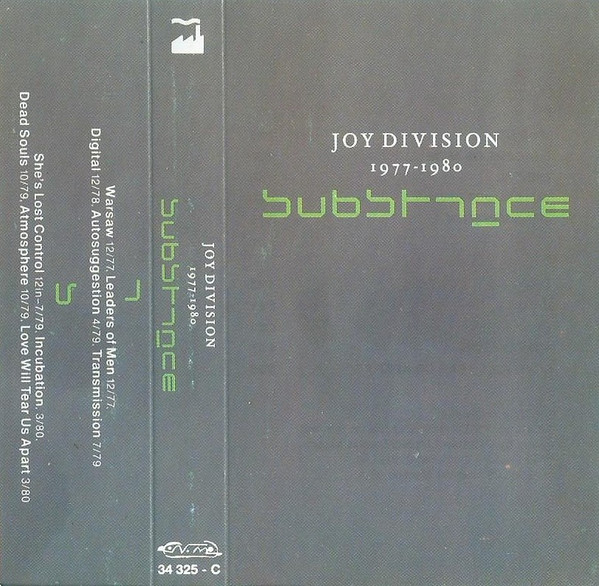 JOY DIVISION
1977-1980
substance
JOY DIVISION
1977-1980
substance
34 325 - C
Warsaw 12/77. Leaders of Men 12/77.
Digital 12/78. Autosuggestion 4/79. Transmission 7/79
She's Lost Control 12in-7/79. Incubation. 3/80.
Dead Souls 10/79. Atmosphere 10/79. Love Will Tear Us Apart 3/80